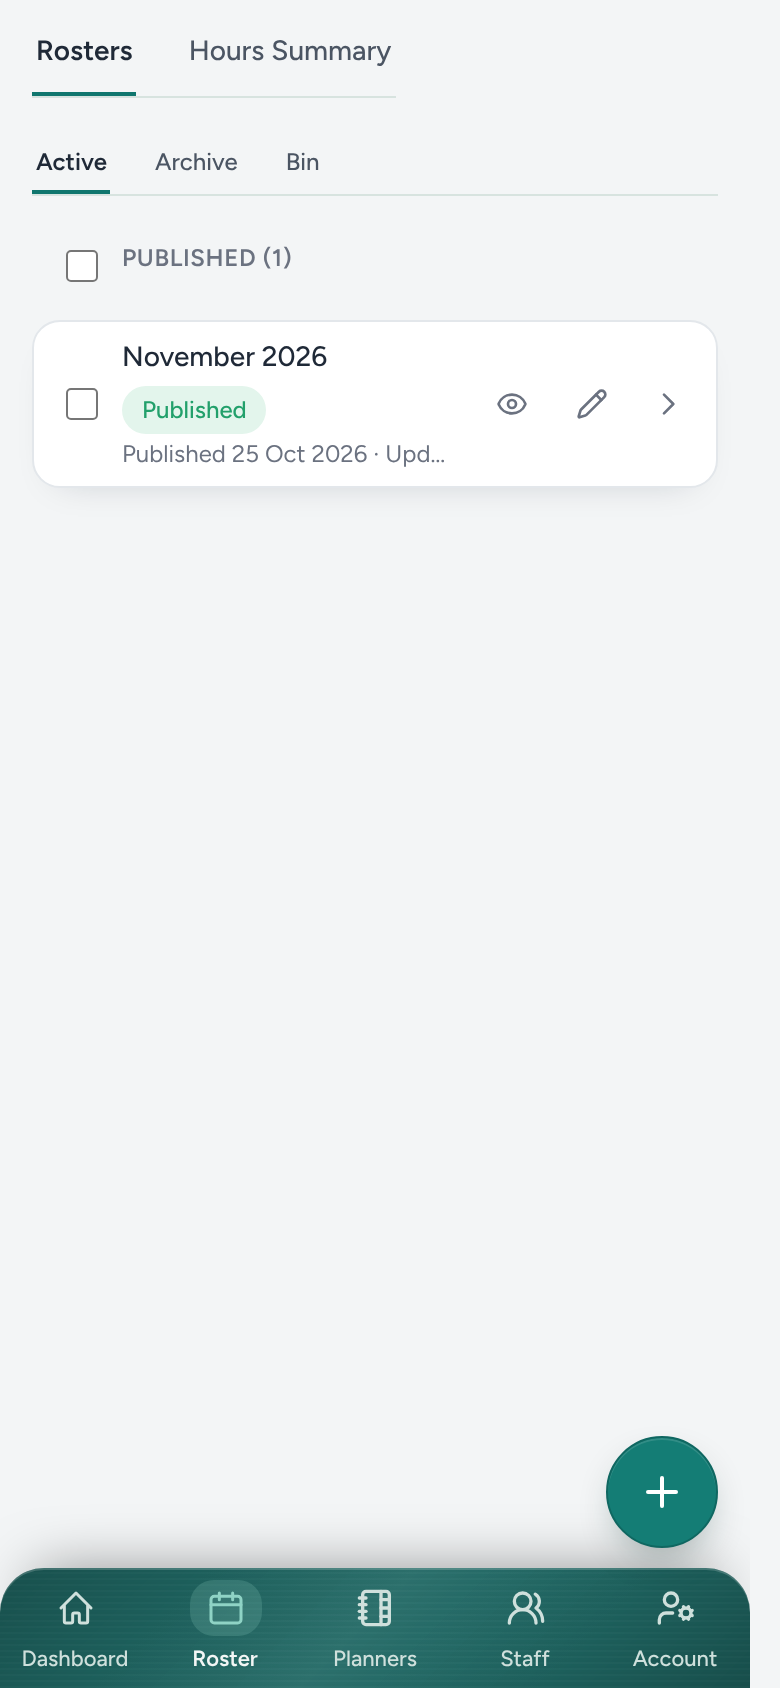 Rosters
Hours Summary
Active
Archive
Bin
PUBLISHED (1)
November 2026
Published
Published 25 Oct 2026 · Upd...
Dashboard
Roster
Planners
Staff
Account